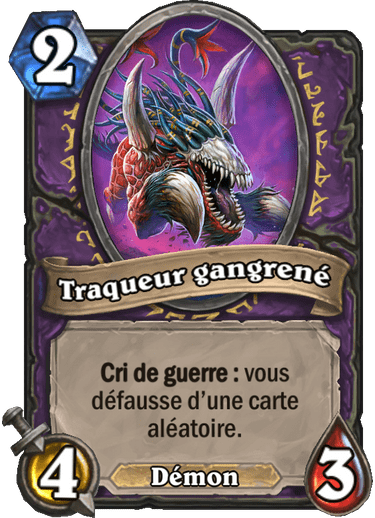 2
Traqueur gangrené
Cri de guerre : vous
défausse d'une carte
aléatoire.
4
Démon
3